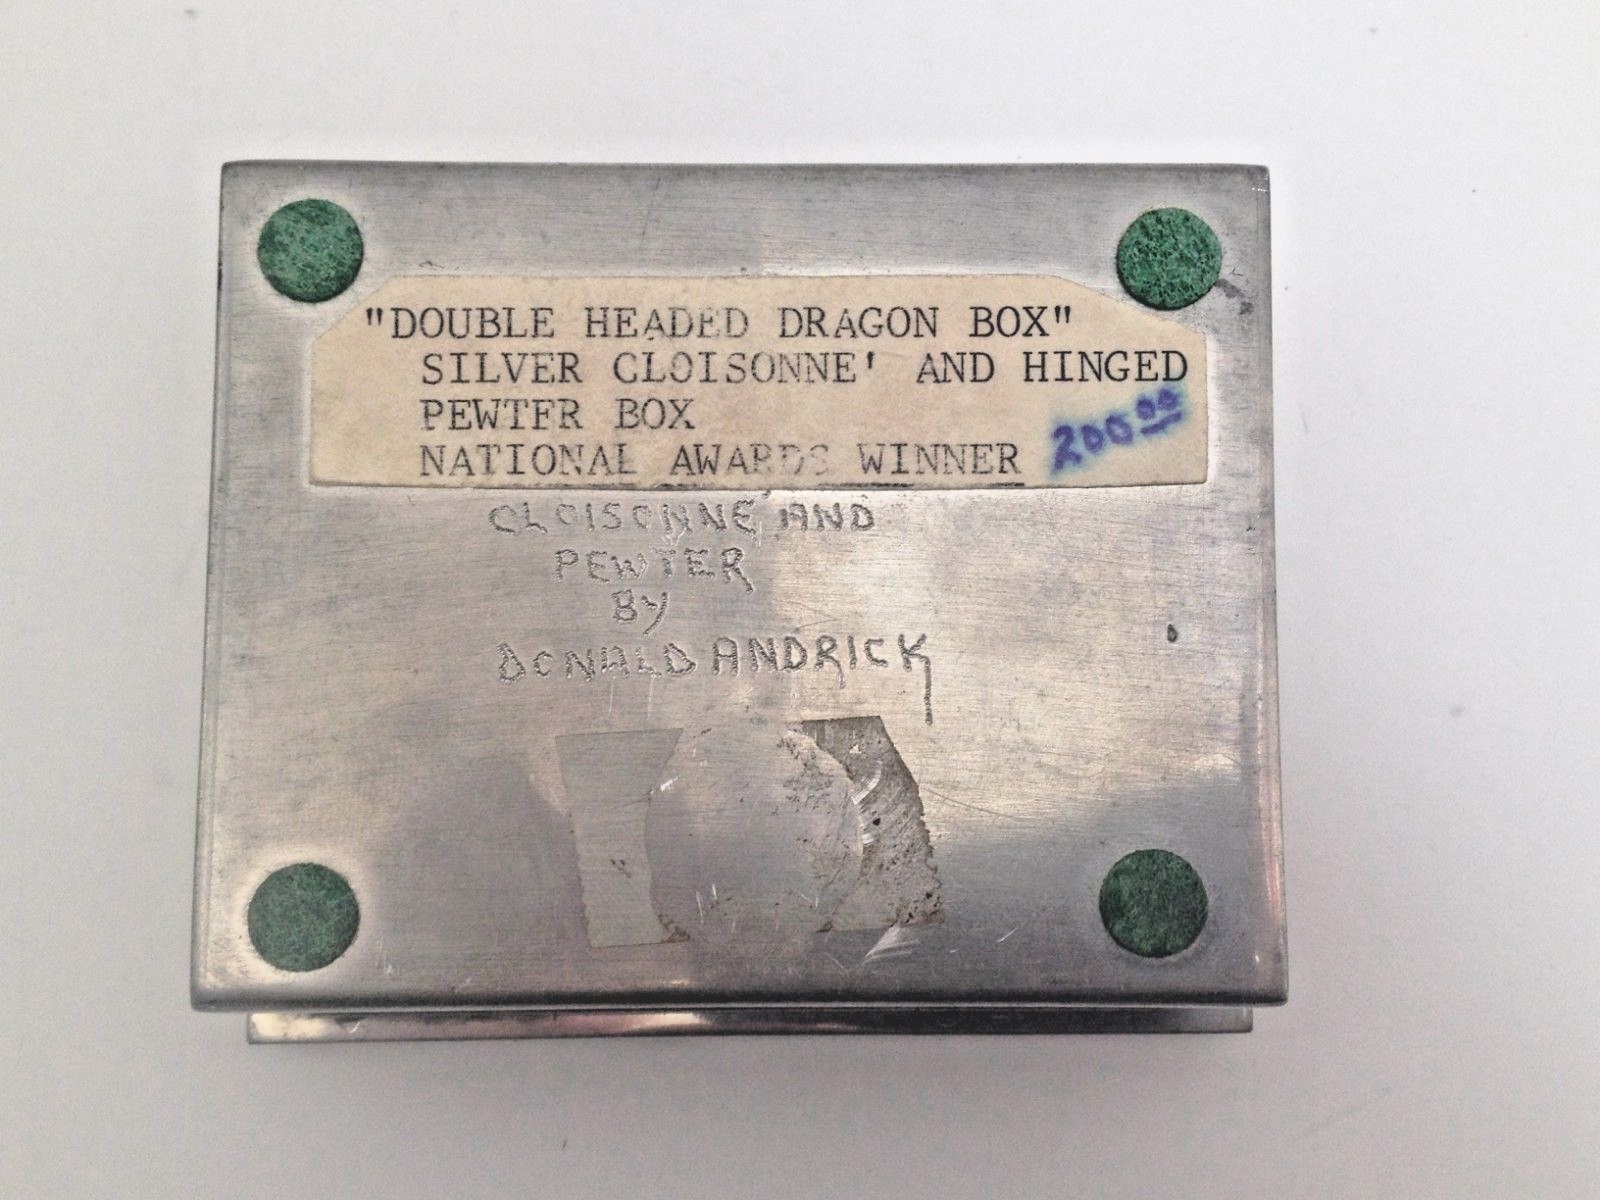 "DOUBLE HEADED DRAGON BOX"
SILVER CLOISONNE' AND HINGED
PEWTER BOX
NATIONAL AWARDS WINNER 200.00
CLOISONNÉ AND
PEWTER
By
DONALD ANDRICK